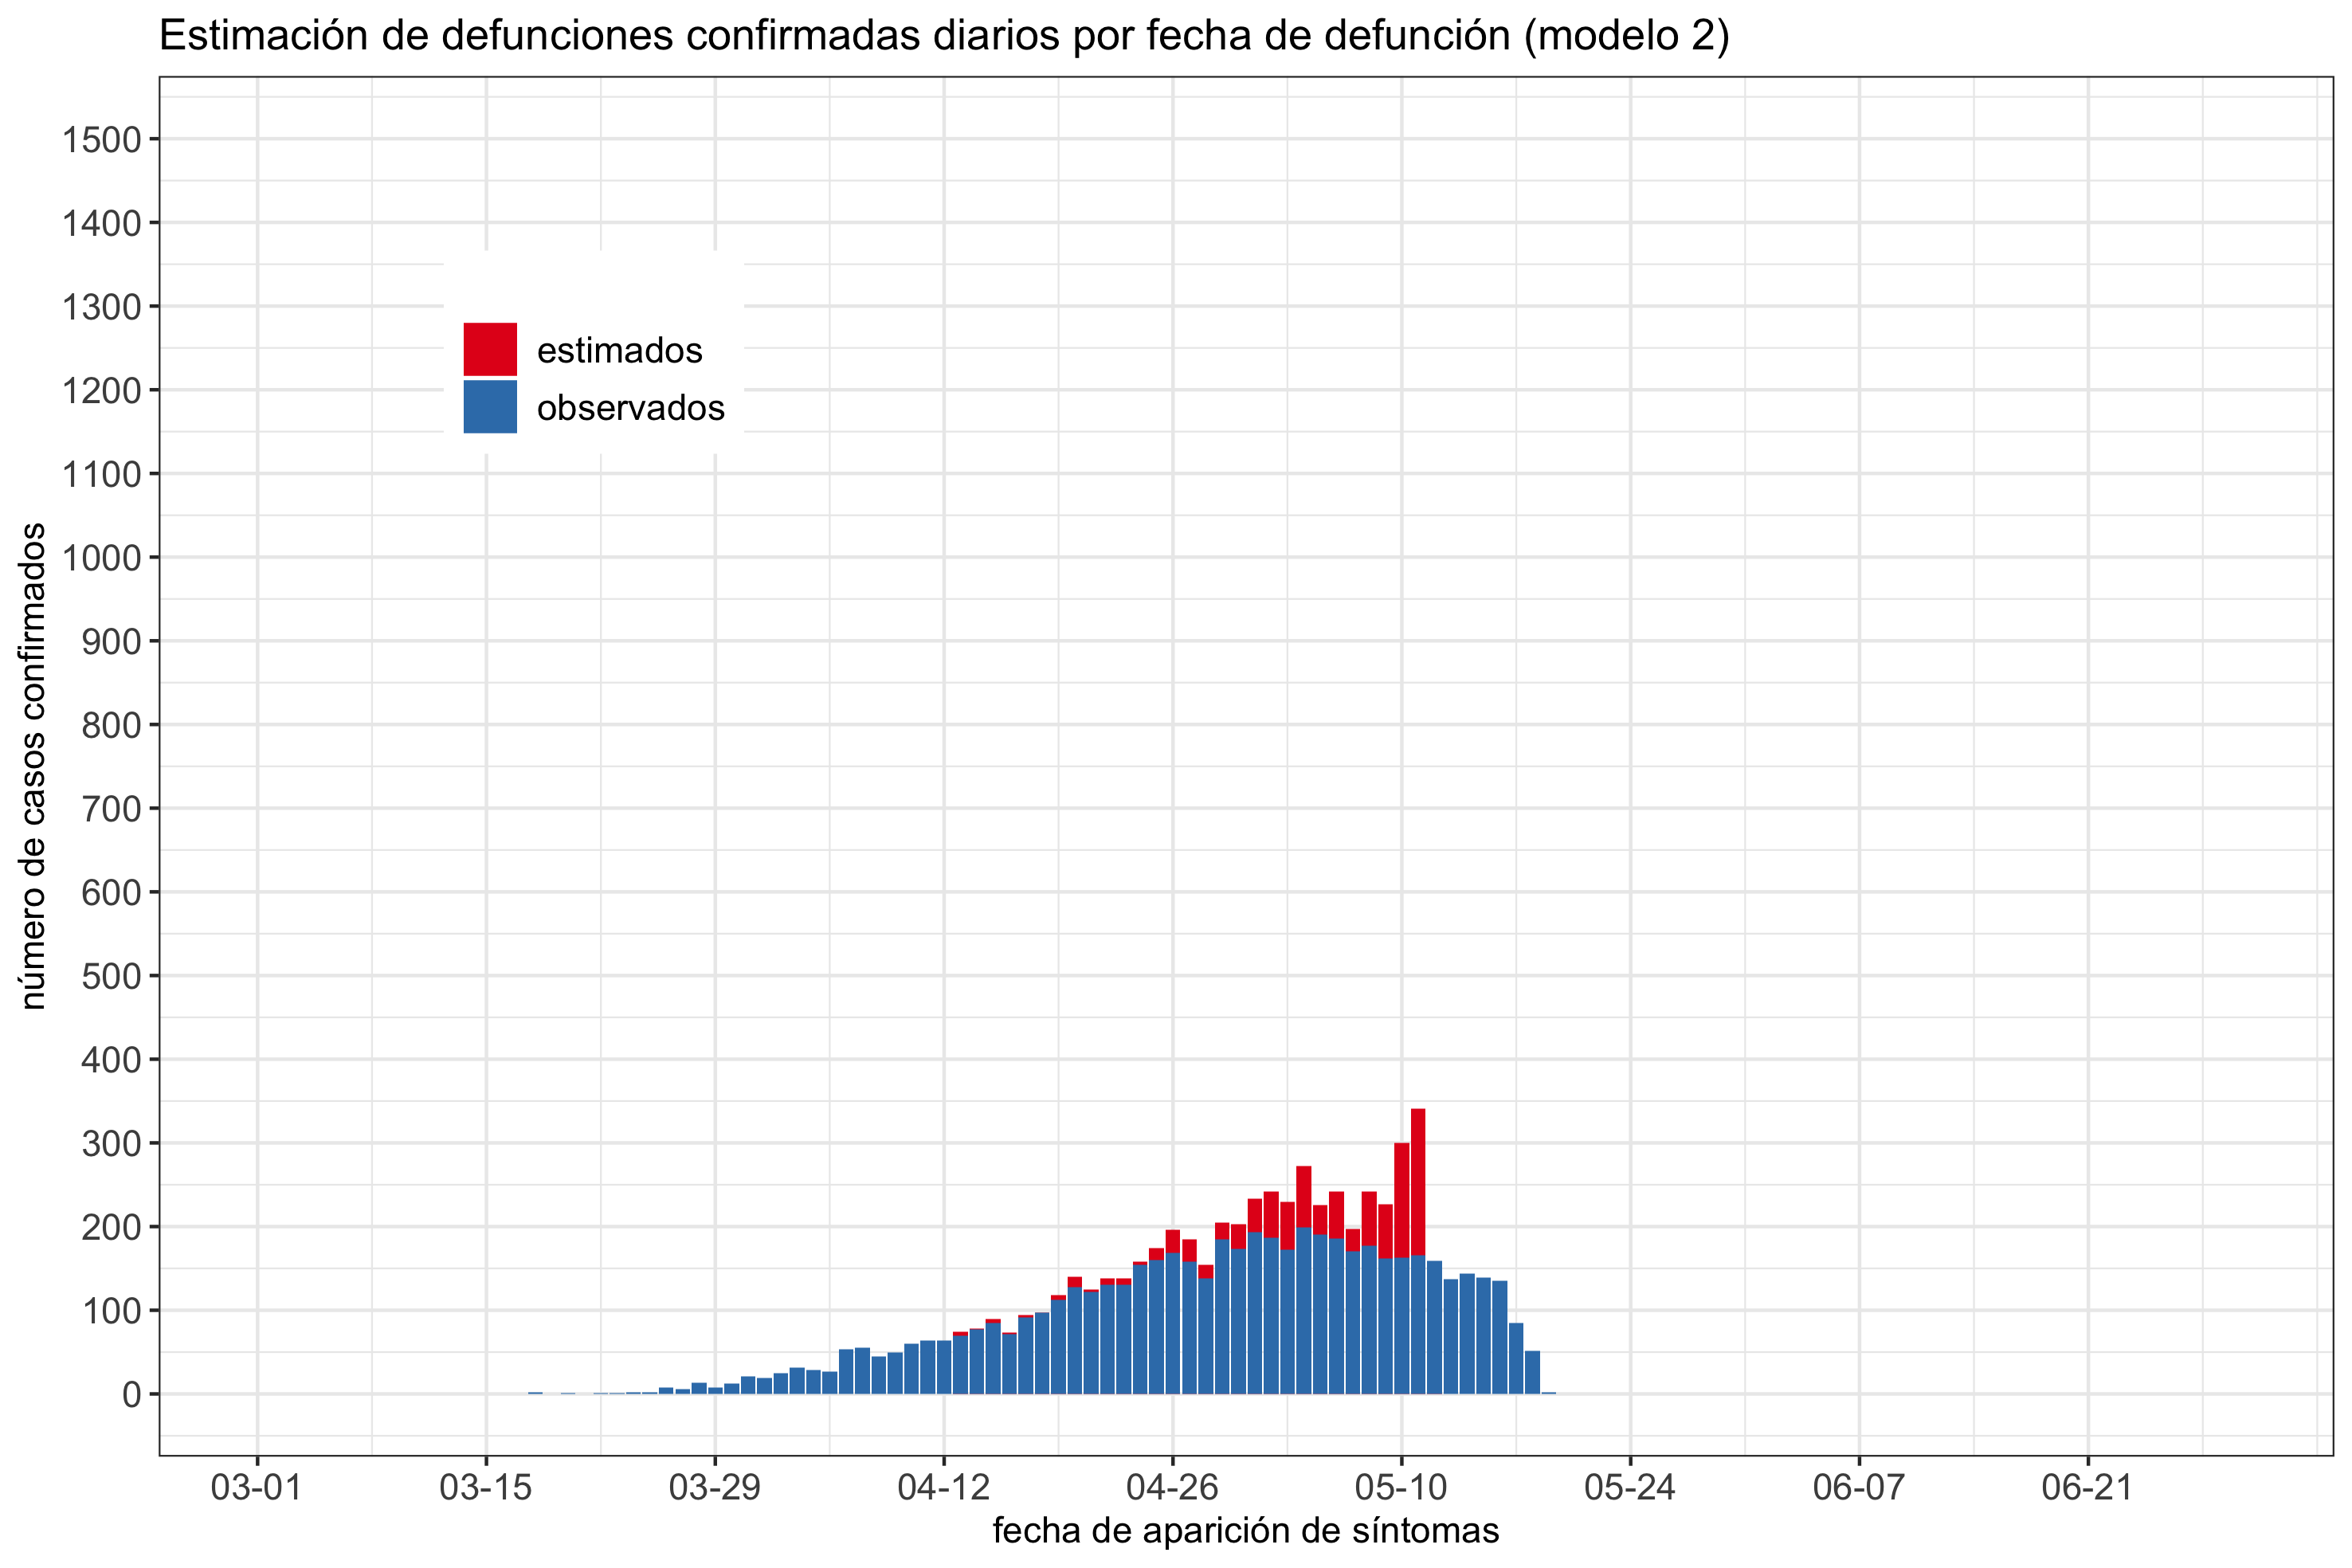 Estimación de defunciones confirmadas diarios por fecha de defunción (modelo 2)
número de casos confirmados
1500
1400
1300
1200
1100
1000
900
800
700
600
500
400
300
200
100
0
estimados
observados
03-01 03-15 03-29 04-12 04-26 05-10 05-24 06-07 06-21
fecha de aparición de síntomas